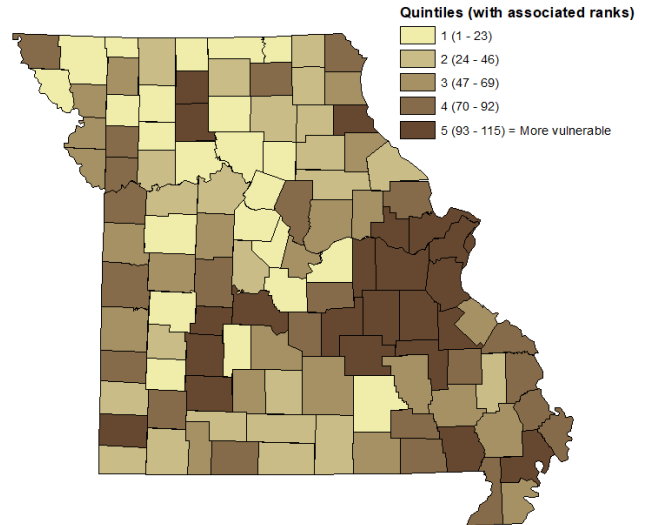 Quintiles (with associated ranks)
1 (1 - 23)
2 (24 - 46)
3 (47 - 69)
4 (70 - 92)
5 (93 - 115) = More vulnerable